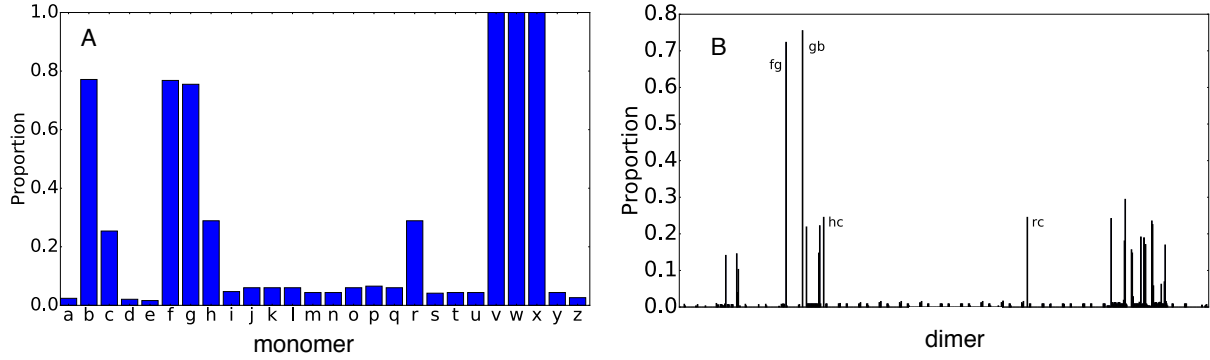 A
1.0
0.8
0.6
0.4
0.2
0.0
Proportion
a b c d e f g h i j k l m n o p q r s t u v w x y z
monomer
B
0.8
0.7
0.6
0.5
0.4
0.3
0.2
0.1
0.0
Proportion
fg
gb
hc
rc
dimer